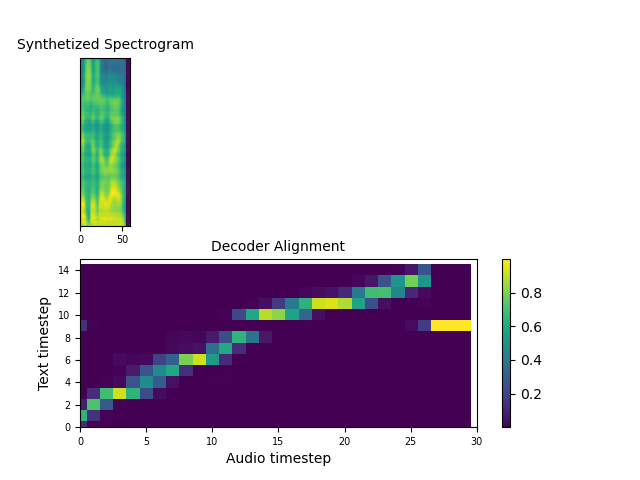 Synthetized Spectrogram
0 50
Decoder Alignment
14
12
10
8
6
4
2
0
0 5 10 15 20 25 30
Text timestep
Audio timestep
0.8
0.6
0.4
0.2